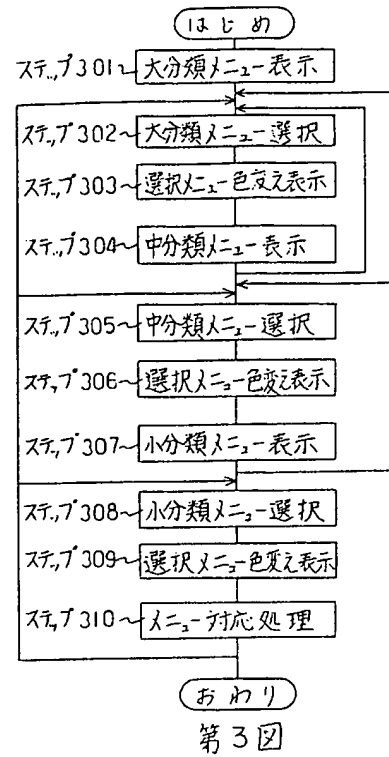 はじめ
ステップ301 大分類メニュー表示
ステップ302 大分類メニュー選択
ステップ303 選択メニュー色変え表示
ステップ304 中分類メニュー表示
ステップ305 中分類メニュー選択
ステップ306 選択メニュー色変え表示
ステップ307 小分類メニュー表示
ステップ308 小分類メニュー選択
ステップ309 選択メニュー色変え表示
ステップ310 メニュー対応処理
おわり
第3図